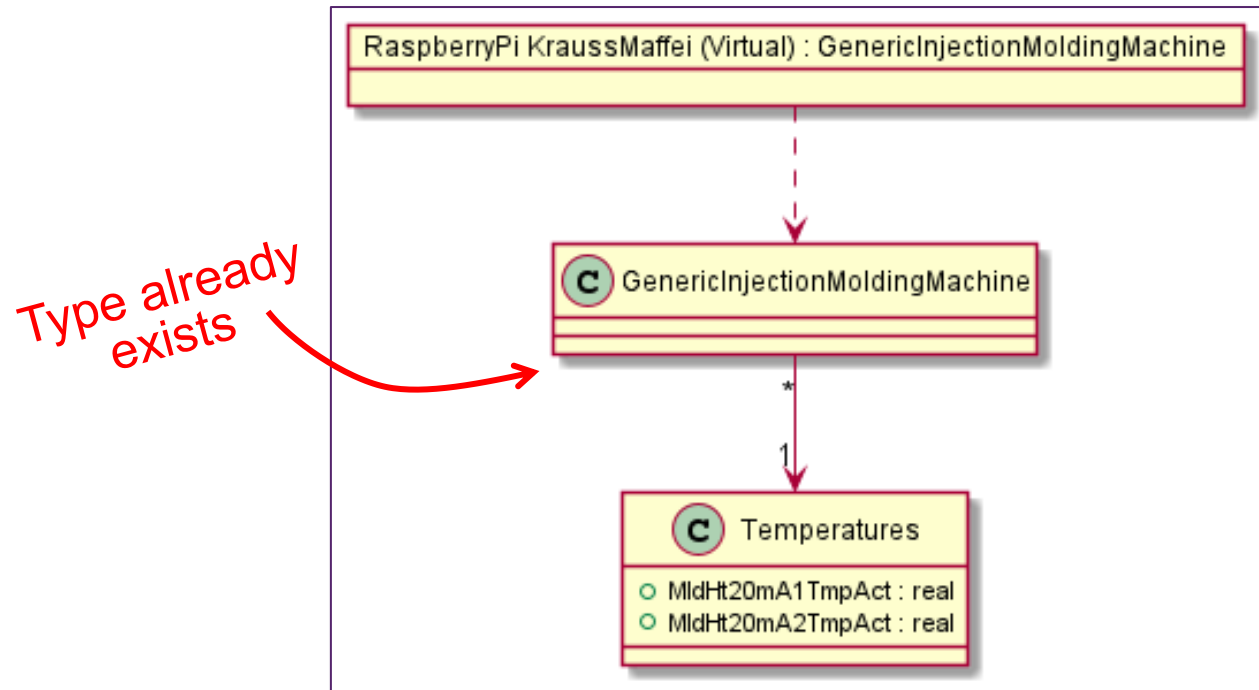 RaspberryPi KraussMaffei (Virtual) : GenericInjectionMoldingMachine
Type already
exists
C GenericInjectionMoldingMachine
*
1
C Temperatures
MldHt20mA1TmpAct : real
MldHt20mA2TmpAct : real